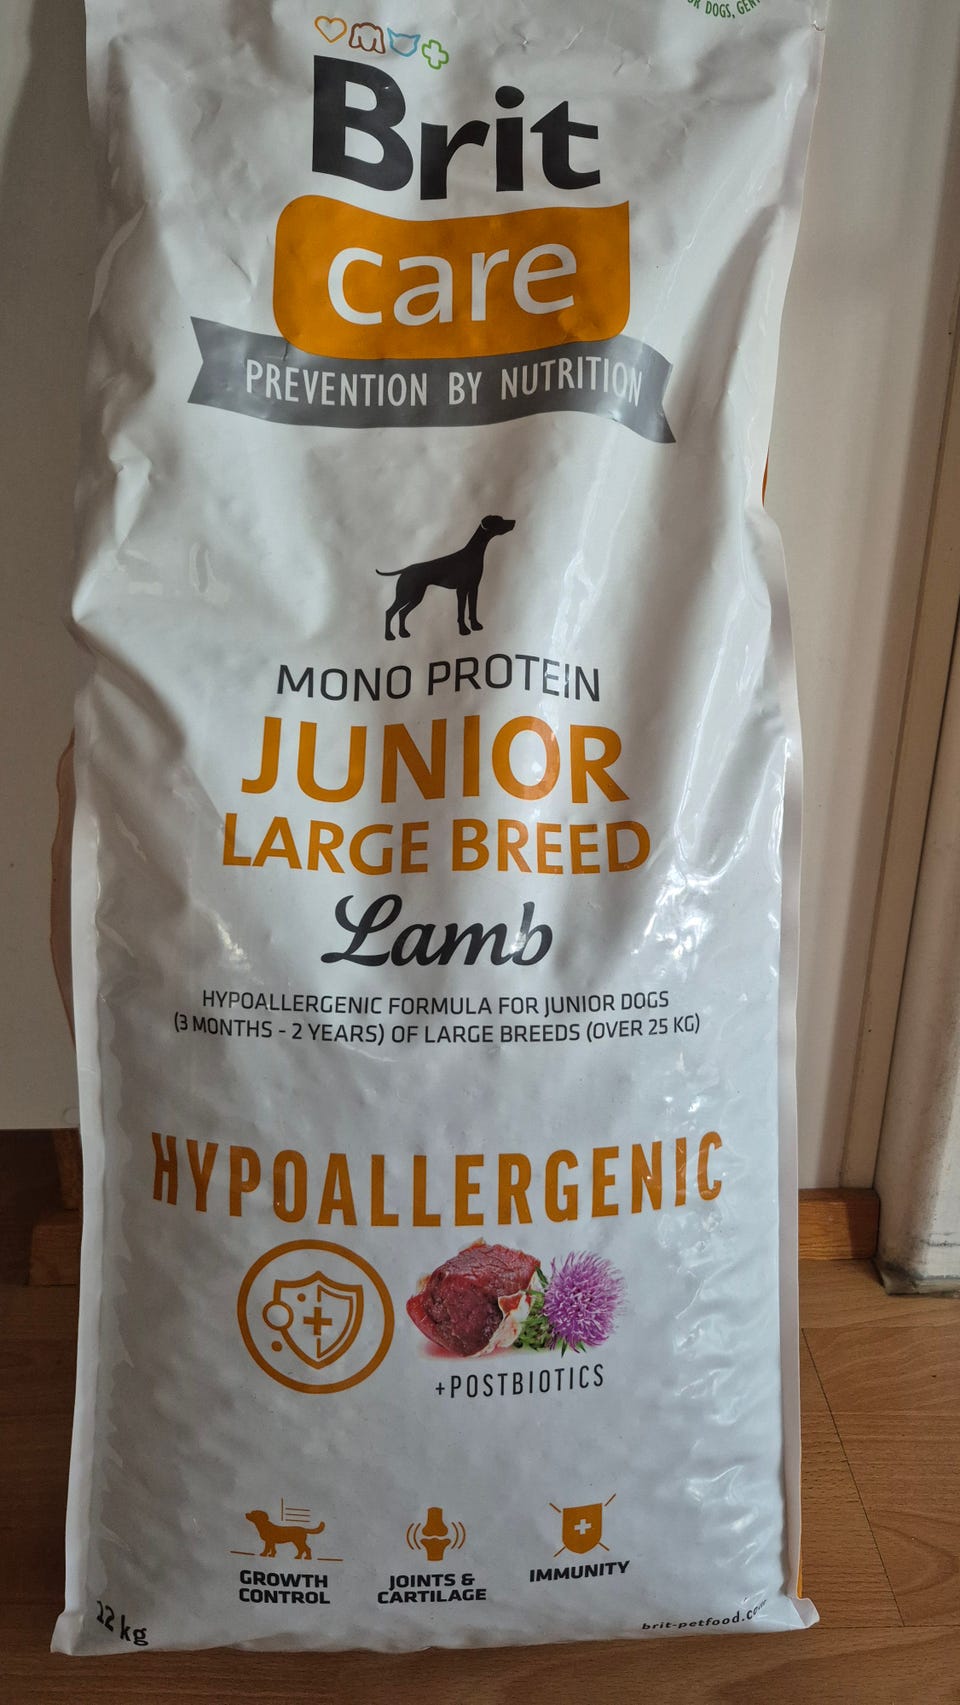 DOGS,
Brit
care
PREVENTION BY NUTRITION
MONO PROTEIN
JUNIOR
LARGE BREED
Lamb
HYPOALLERGENIC FORMULA FOR JUNIOR DOGS
(3 MONTHS - 2 YEARS) OF LARGE BREEDS (OVER 25 KG)
HYPOALLERGENIC
+POSTBIOTICS
GROWTH
CONTROL
JOINTS &
CARTILAGE
IMMUNITY
12 kg